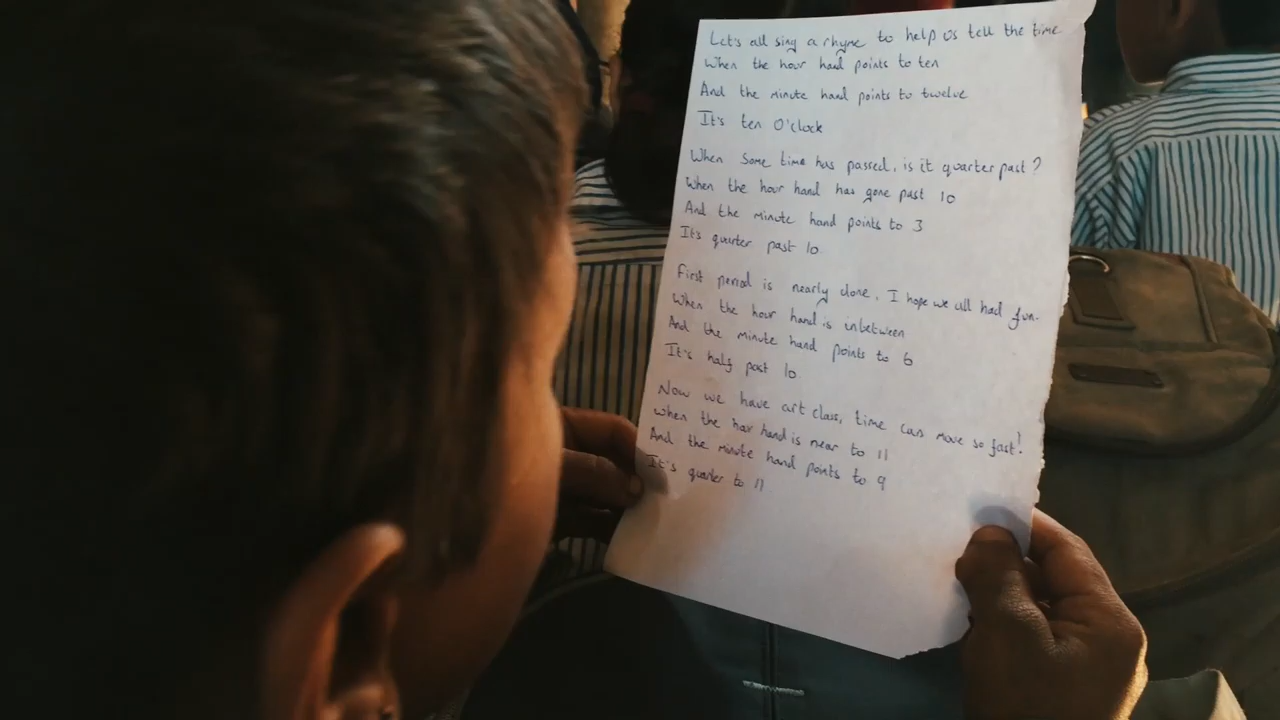 Let's all sing a rhyme to help us tell the time
When the hour hand points to ten
And the minute hand points to twelve
It's ten O'clock
When Some time has passed, is it quarter past?
When the hour hand has gone past 10
And the minute hand points to 3
It's quarter past 10
First period is nearly done, I hope we all had fun.
When the hour hand is inbetween
And the minute hand points to 6
It's half past 10
Now we have art class, time can move so fast!
When the hour hand is near to 11
And the minute hand points to 9
It's quarter to 11